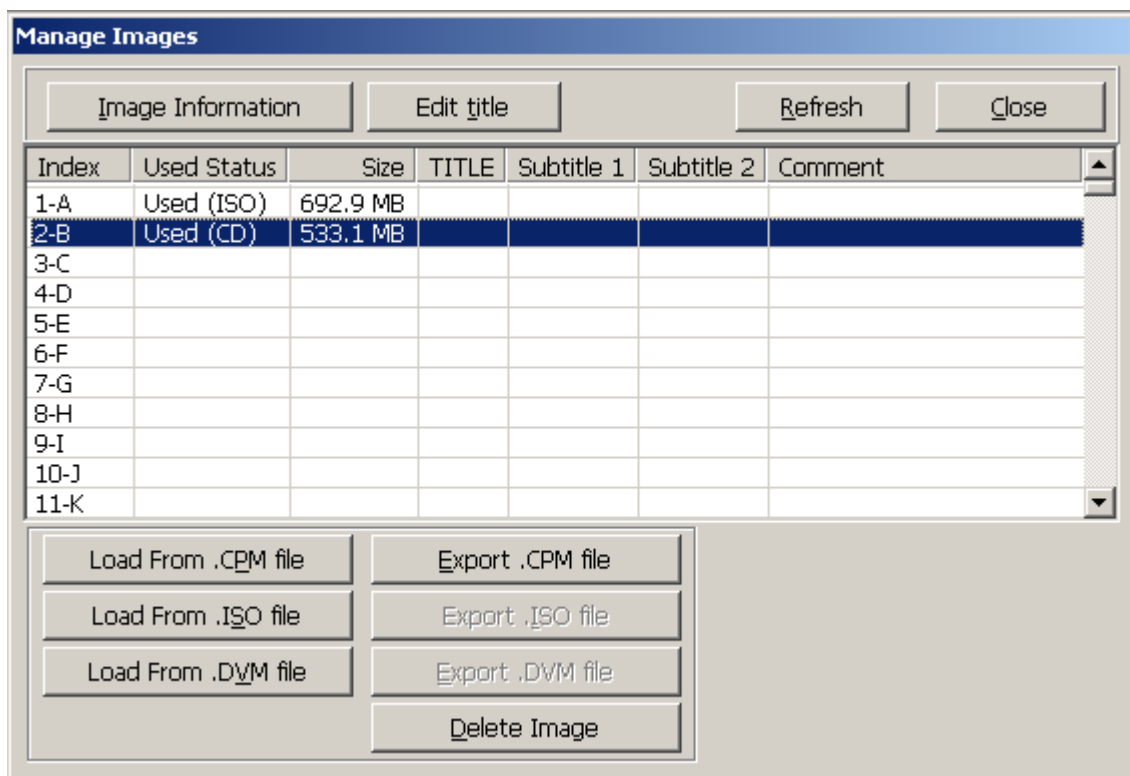 Manage Images
Image Information Edit title Refresh Close
Index Used Status Size TITLE Subtitle 1 Subtitle 2 Comment
1-A Used (ISO) 692.9 MB
2-B Used (CD) 533.1 MB
3-C
4-D
5-E
6-F
7-G
8-H
9-I
10-J
11-K
Load From .CPM file Export .CPM file
Load From .ISO file Export .ISO file
Load From .DVM file Export .DVM file
Delete Image